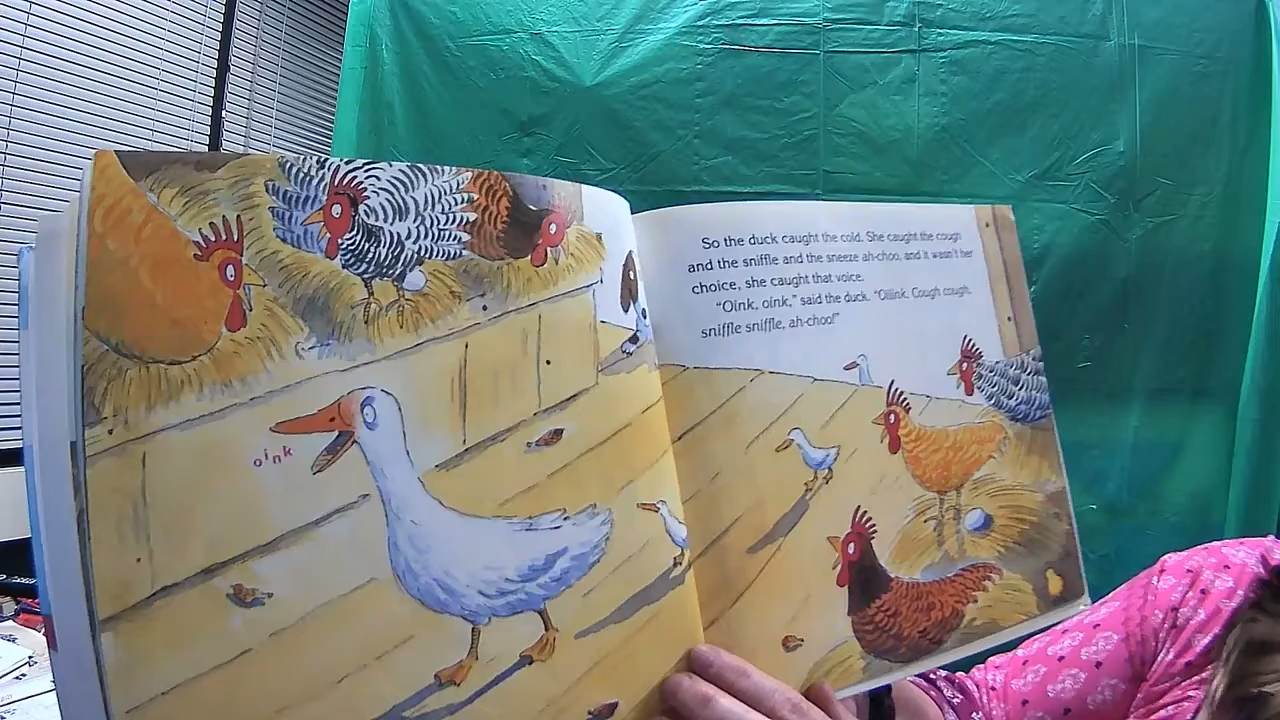 oink
So the duck caught the cold. She caught the cough
and the sniffle and the sneeze ah-choo, and it wasn't her
choice, she caught that voice.
"Oink, oink," said the duck. "Oiiink. Cough cough,
sniffle sniffle, ah-choo!"